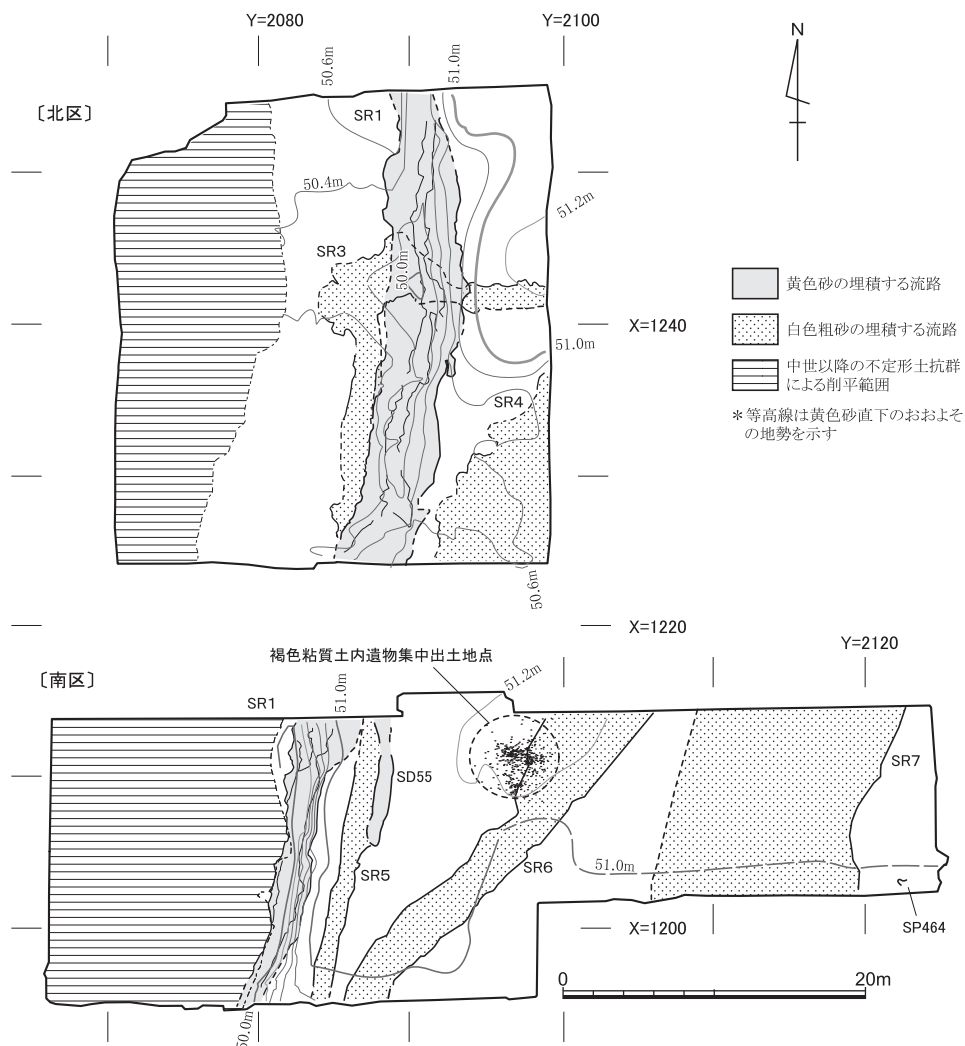 Y=2080
Y=2100
N
〔北区〕
50.6m
51.0m
SR1
50.4m
51.2m
SR3
50.0m
51.0m
SR4
50.6m
黄色砂の埋積する流路
白色粗砂の埋積する流路
中世以降の不定形土抗群
による削平範囲
＊等高線は黄色砂直下のおおよそ
の地勢を示す
X=1240
X=1220
Y=2120
褐色粘質土内遺物集中出土地点
〔南区〕
SR1
51.0m
51.2m
SD55
SR7
SR5
SR6
51.0m
SP464
X=1200
50.0m
0
20m